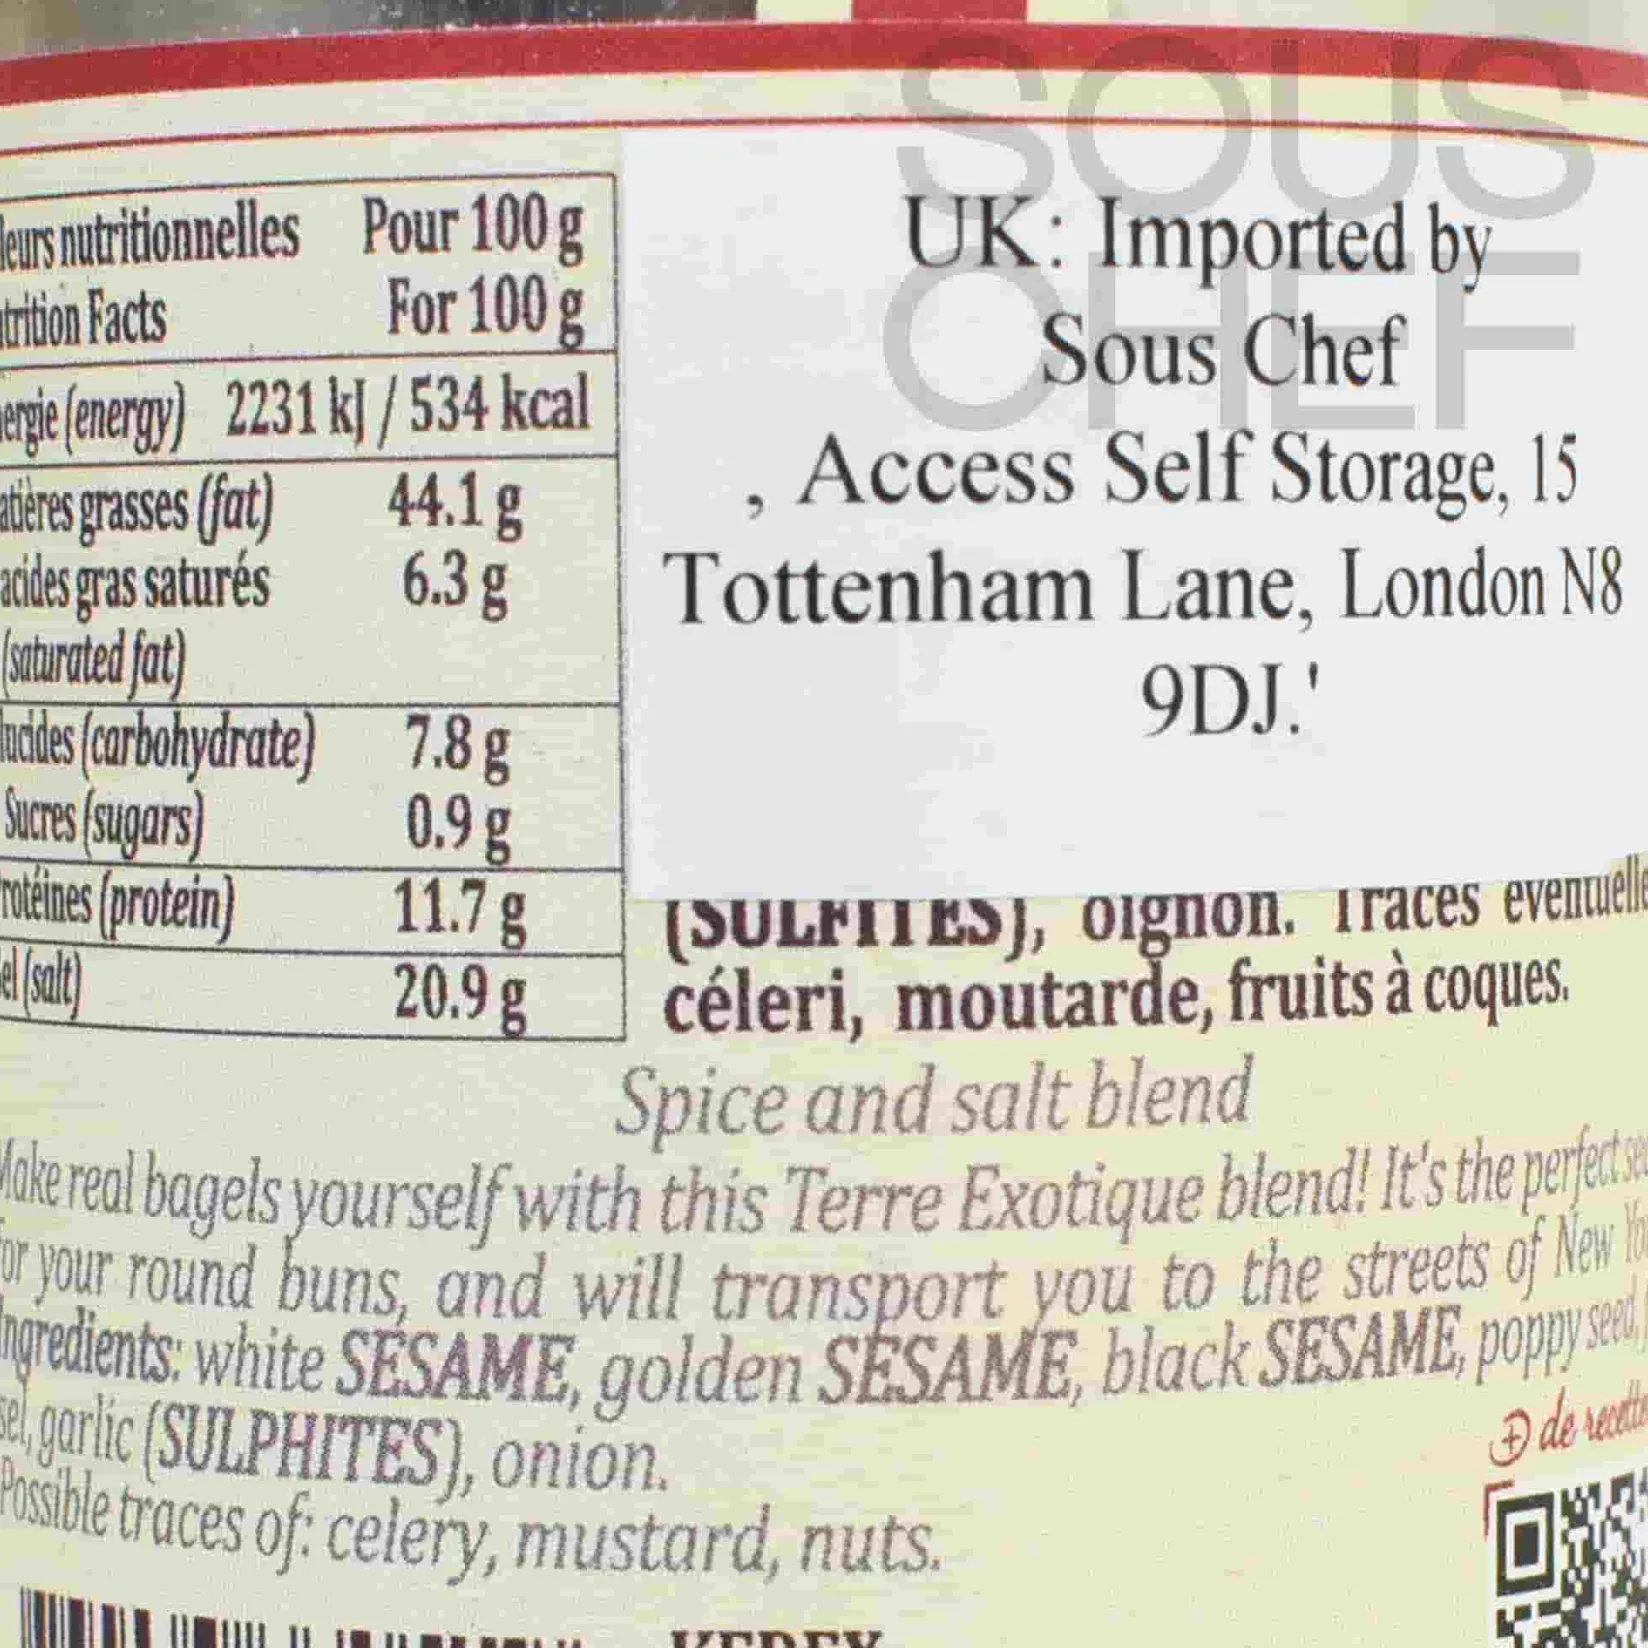 SOUS
CHEF
leurs nutritionnelles Pour 100 g
trition Facts For 100 g
ergie (energy) 2231 kJ / 534 kcal
atières grasses (fat) 44.1 g
acides gras saturés 6.3 g
(saturated fat)
lucides (carbohydrate) 7.8 g
Sucres (sugars) 0.9 g
rotéines (protein) 11.7 g
el (salt) 20.9 g
UK: Imported by
Sous Chef
, Access Self Storage, 15
Tottenham Lane, London N8
9DJ.'
(SULFITES), oignon. Traces eventuelle
céleri, moutarde, fruits à coques.
Spice and salt blend
Make real bagels yourself with this Terre Exotique blend! It's the perfect
for your round buns, and will transport you to the streets of New
Ingredients: white SESAME, golden SESAME, black SESAME, poppy seed,
sel, garlic (SULPHITES), onion.
Possible traces of: celery, mustard, nuts.
de recette